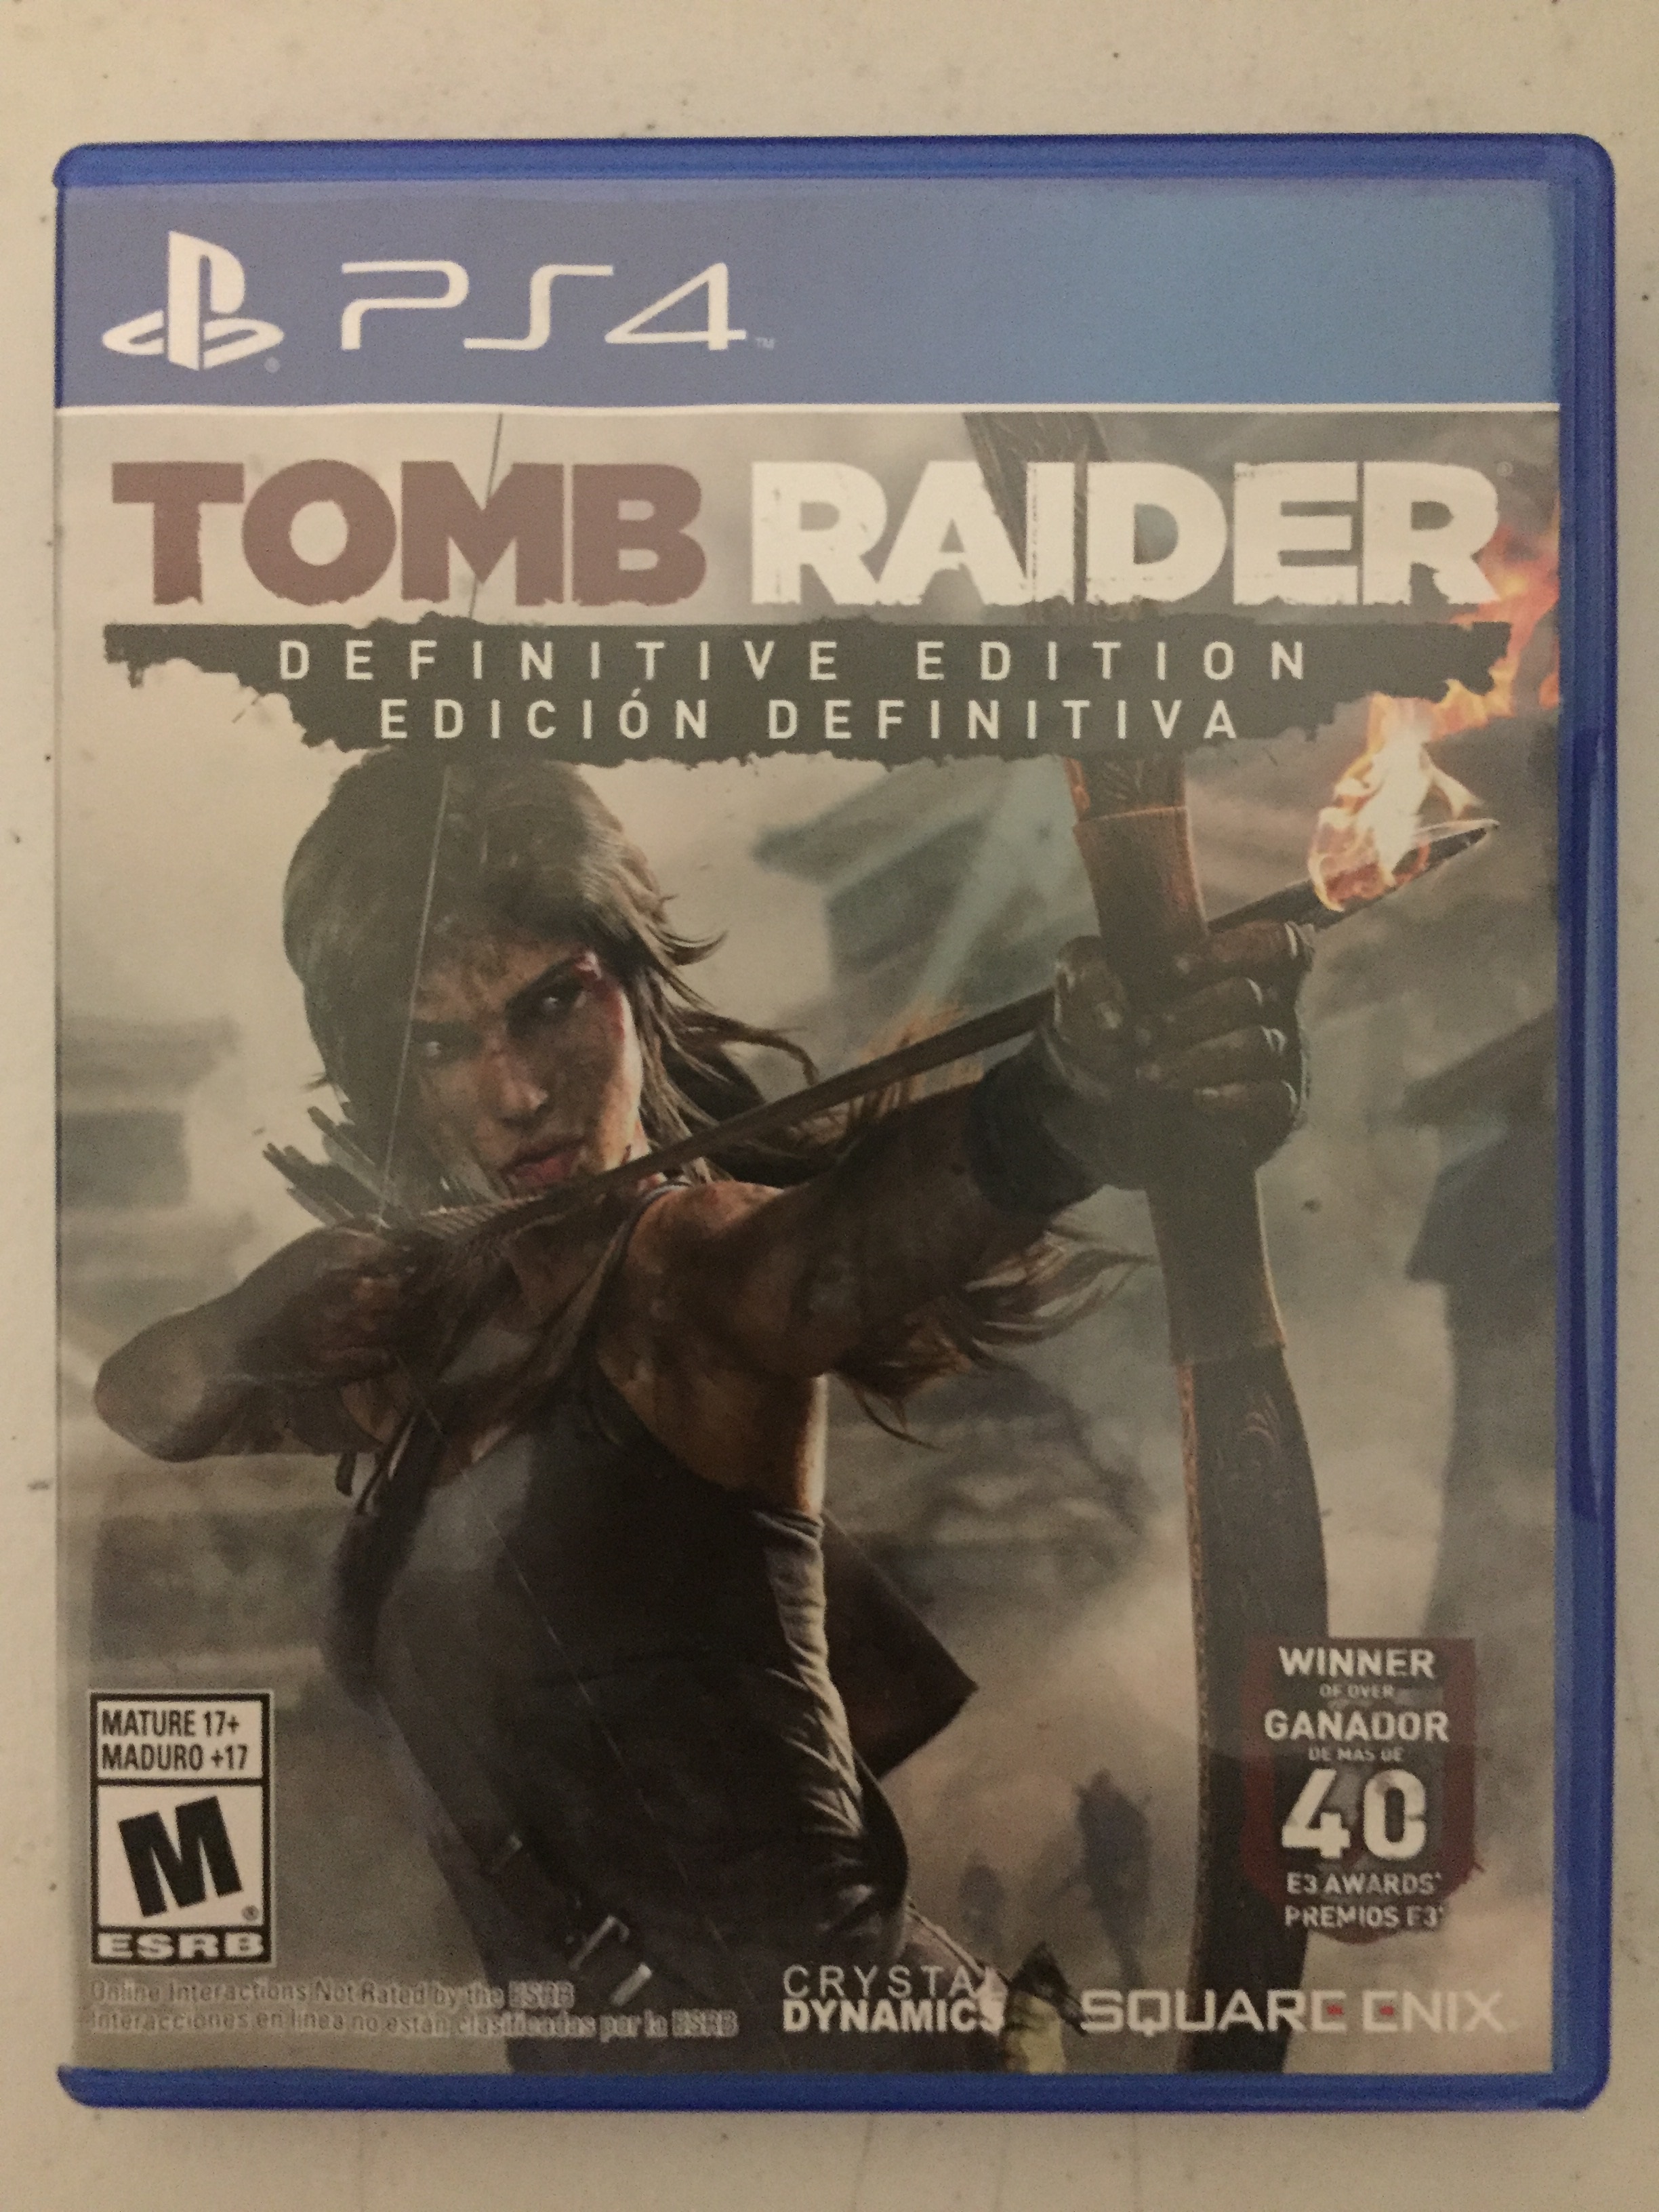 PS4™
TOMB RAIDER
DEFINITIVE EDITION
EDICIÓN DEFINITIVA
MATURE 17+
MADURO +17
M®
ESRB
Online Interactions Not Rated by the ESRB
Interacciones en línea no están clasificadas por la ESRB
CRYSTAL
DYNAMICS
SQUARE ENIX
WINNER
OF OVER
GANADOR
DE MAS DE
40
E3 AWARDS*
PREMIOS E3*